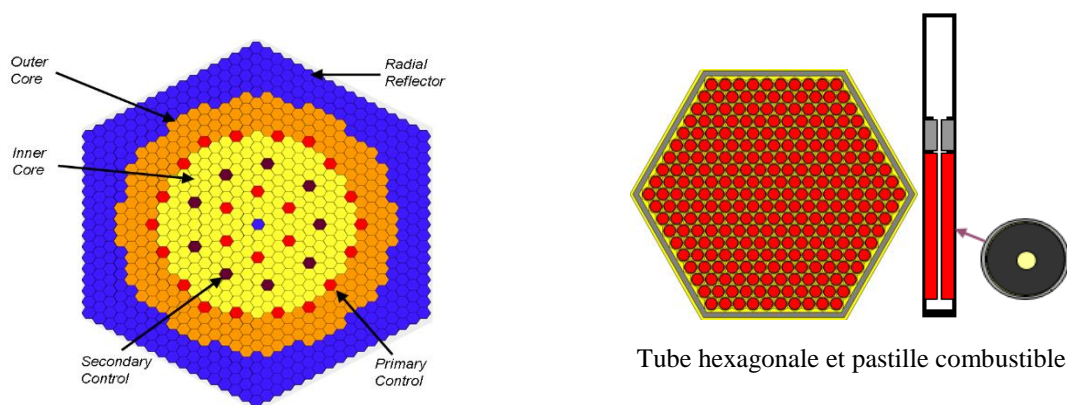 Outer
Core
Radial
Reflector
Inner
Core
Secondary
Control
Primary
Control
Tube hexagonale et pastille combustible